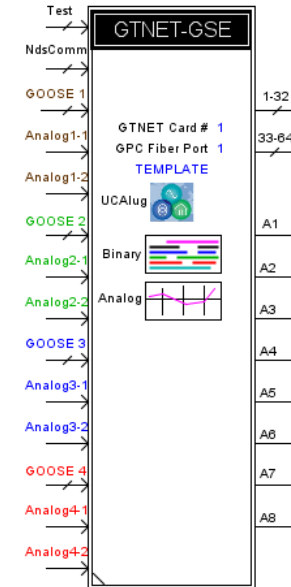 Test
GTNET-GSE
NdsComm
GOOSE 1
1-32
GTNET Card # 1
Analog1-1
33-64
GPC Fiber Port 1
TEMPLATE
Analog1-2
UCAIug
GOOSE 2
A1
Binary
Analog2-1
A2
Analog
Analog2-2
A3
GOOSE 3
A4
Analog3-1
A5
Analog3-2
A6
GOOSE 4
A7
Analog4-1
A8
Analog4-2